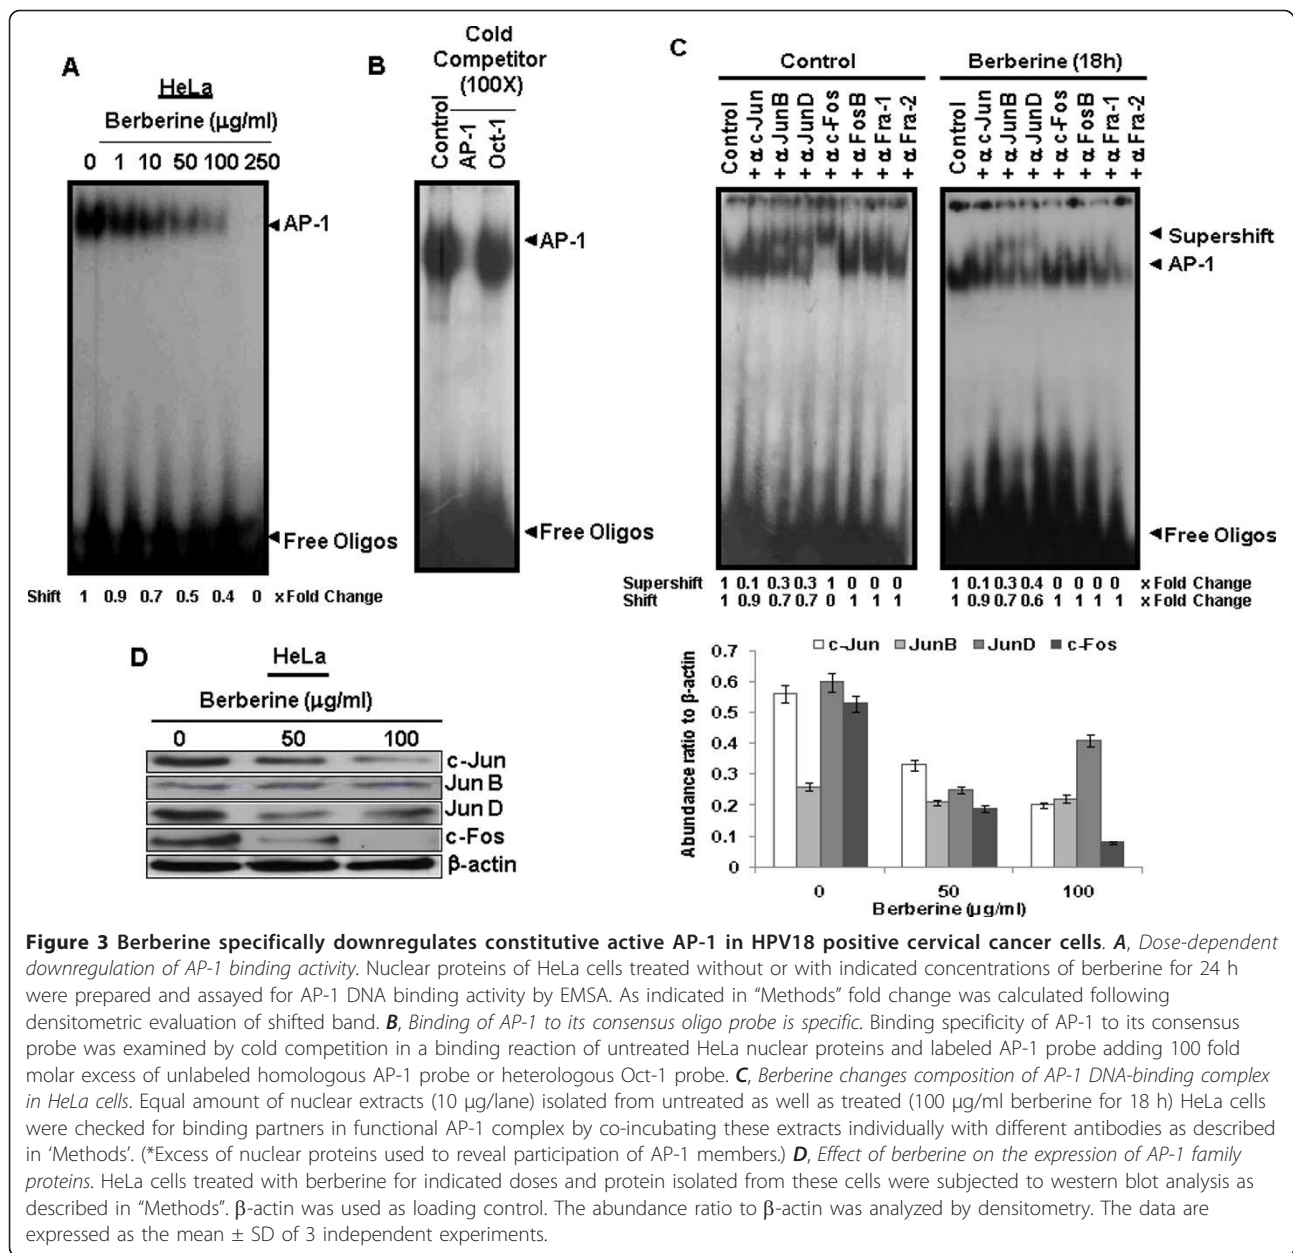 A
HeLa
Berberine (µg/ml)
0 1 10 50 100 250
AP-1
Free Oligos
Shift 1 0.9 0.7 0.5 0.4 0 x Fold Change
B
Cold
Competitor
(100X)
Control
AP-1
Oct-1
AP-1
Free Oligos
C
Control
Control
+ α c-Jun
+ α JunB
+ α JunD
+ α c-Fos
+ α FosB
+ α Fra-1
+ α Fra-2
Berberine (18h)
Control
+ α c-Jun
+ α JunB
+ α JunD
+ α c-Fos
+ α FosB
+ α Fra-1
+ α Fra-2
Supershift
AP-1
Free Oligos
Supershift 1 0.1 0.3 0.3 1 0 0 0 1 0.1 0.3 0.4 0 0 0 0 x Fold Change
Shift 1 0.9 0.7 0.7 0 1 1 1 1 0.9 0.7 0.6 1 1 1 1 x Fold Change
D
HeLa
Berberine (µg/ml)
0 50 100
c-Jun
Jun B
Jun D
c-Fos
β-actin
c-Jun JunB JunD c-Fos
Abundance ratio to β-actin
0.7
0.6
0.5
0.4
0.3
0.2
0.1
0
0 50 100
Berberine (µg/ml)
Figure 3 Berberine specifically downregulates constitutive active AP-1 in HPV18 positive cervical cancer cells. A, Dose-dependent
downregulation of AP-1 binding activity. Nuclear proteins of HeLa cells treated without or with indicated concentrations of berberine for 24 h
were prepared and assayed for AP-1 DNA binding activity by EMSA. As indicated in “Methods” fold change was calculated following
densitometric evaluation of shifted band. B, Binding of AP-1 to its consensus oligo probe is specific. Binding specificity of AP-1 to its consensus
probe was examined by cold competition in a binding reaction of untreated HeLa nuclear proteins and labeled AP-1 probe adding 100 fold
molar excess of unlabeled homologous AP-1 probe or heterologous Oct-1 probe. C, Berberine changes composition of AP-1 DNA-binding complex
in HeLa cells. Equal amount of nuclear extracts (10 µg/lane) isolated from untreated as well as treated (100 µg/ml berberine for 18 h) HeLa cells
were checked for binding partners in functional AP-1 complex by co-incubating these extracts individually with different antibodies as described
in ‘Methods’. (*Excess of nuclear proteins used to reveal participation of AP-1 members.) D, Effect of berberine on the expression of AP-1 family
proteins. HeLa cells treated with berberine for indicated doses and protein isolated from these cells were subjected to western blot analysis as
described in “Methods”. β-actin was used as loading control. The abundance ratio to β-actin was analyzed by densitometry. The data are
expressed as the mean ± SD of 3 independent experiments.